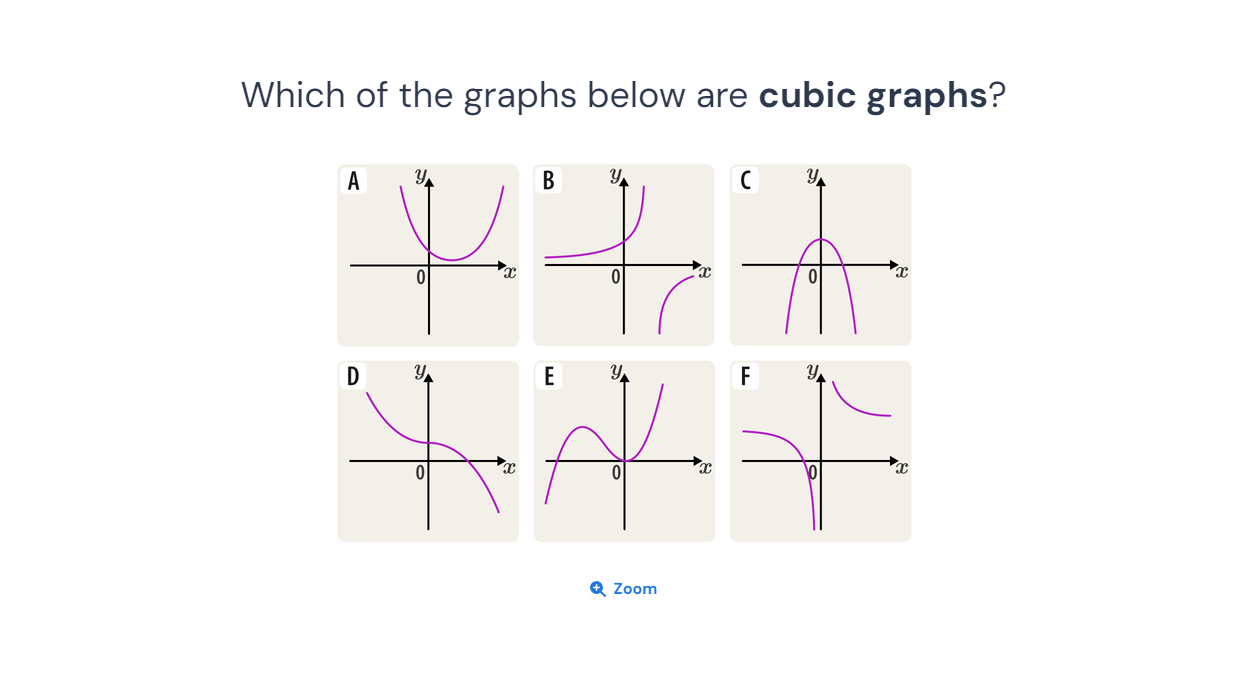 Which of the graphs below are cubic graphs?
A y 0 x
B y 0 x
C y 0 x
D y 0 x
E y 0 x
F y 0 x
Zoom